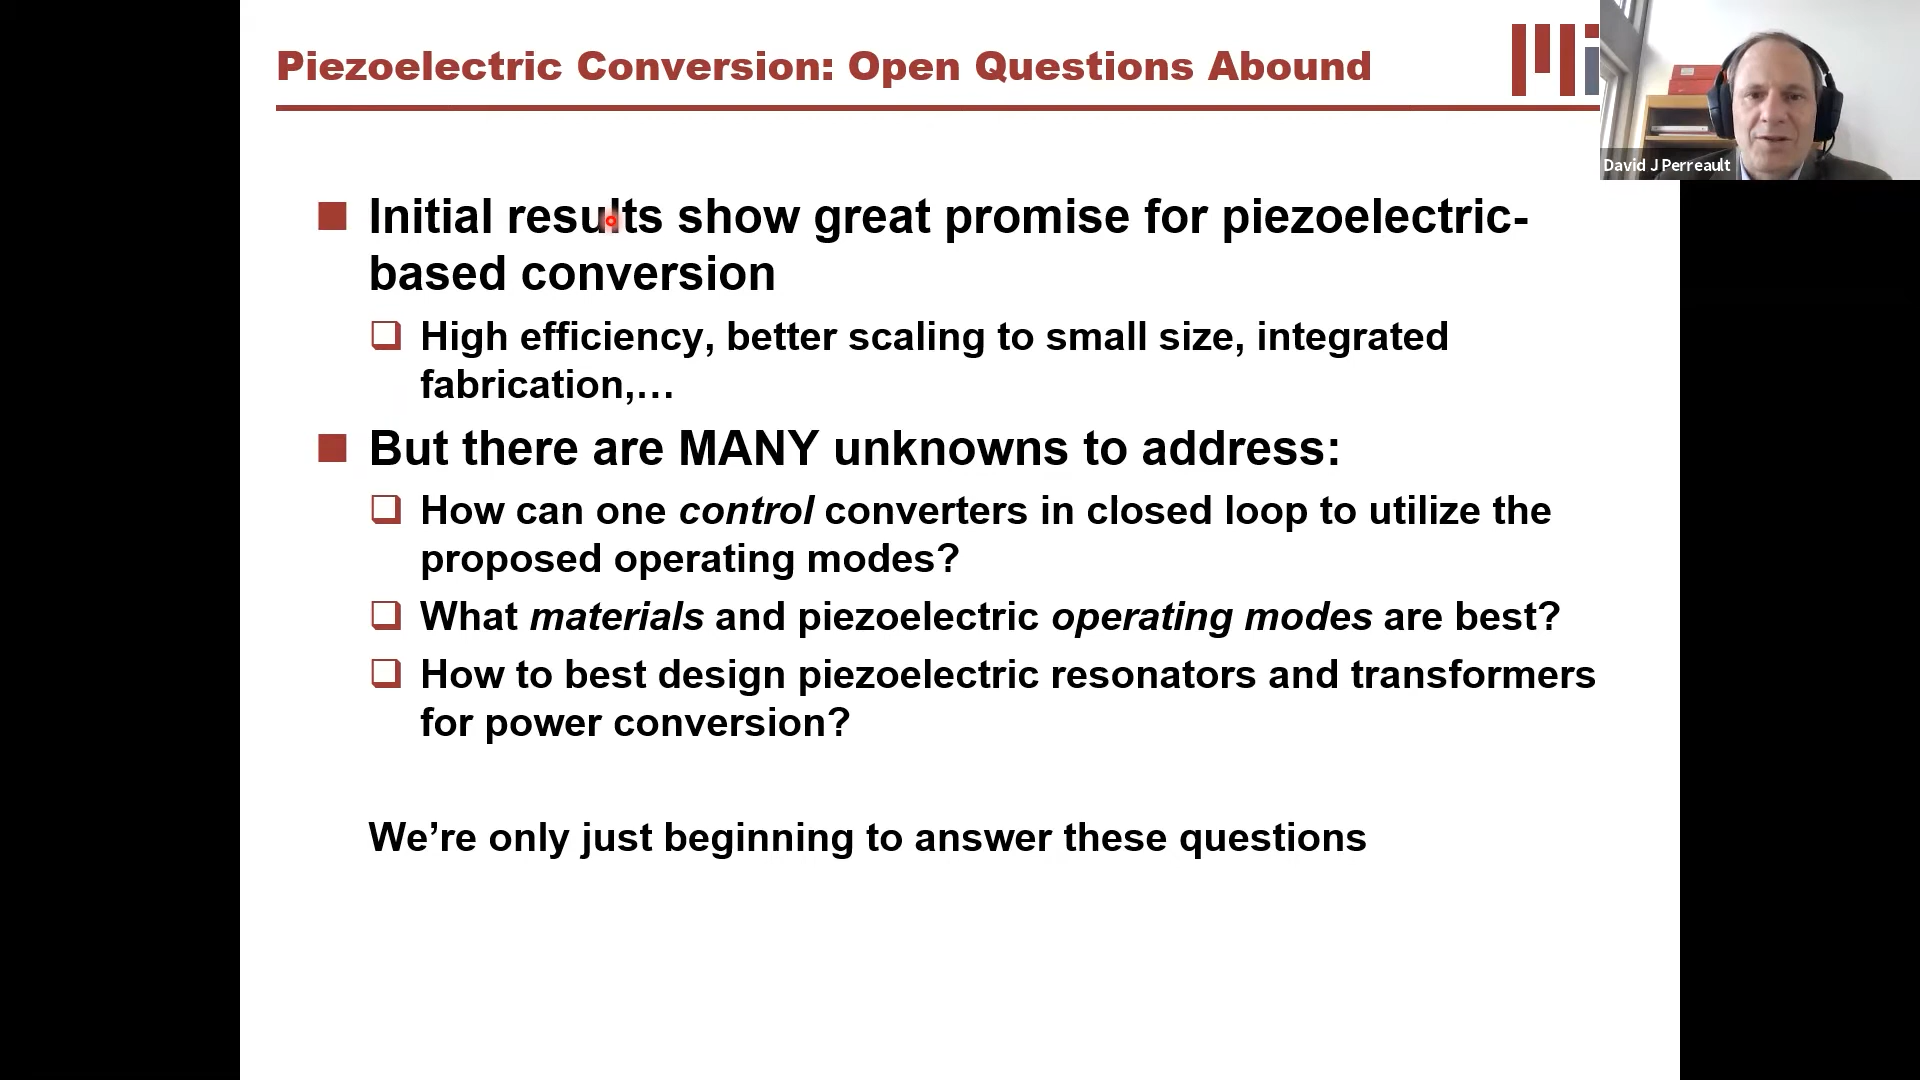 Piezoelectric Conversion: Open Questions Abound
David J Perreault
Initial results show great promise for piezoelectric-
based conversion
High efficiency, better scaling to small size, integrated
fabrication,…
But there are MANY unknowns to address:
How can one control converters in closed loop to utilize the
proposed operating modes?
What materials and piezoelectric operating modes are best?
How to best design piezoelectric resonators and transformers
for power conversion?
We’re only just beginning to answer these questions